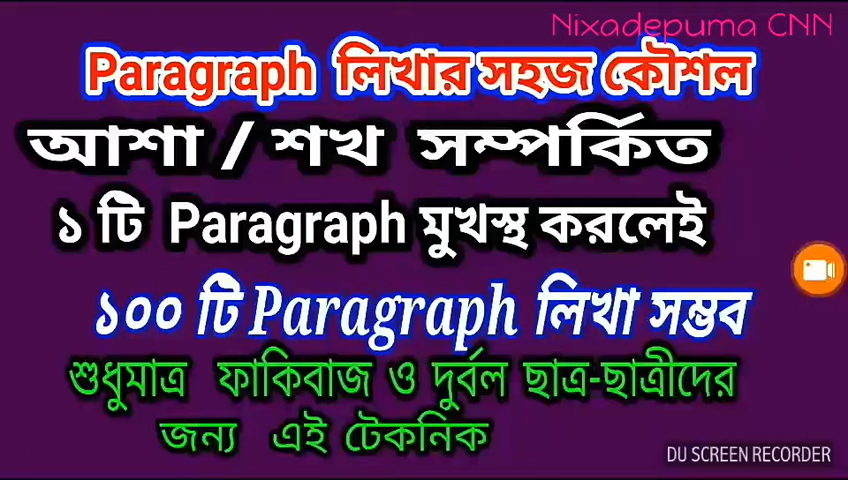 Nixadepuma CNN
Paragraph লিখার সহজ কৌশল
আশা / শখ সম্পর্কিত
১ টি Paragraph মুখস্থ করলেই
১০০ টি Paragraph লিখা সম্ভব
শুধুমাত্র ফাকিবাজ ও দুর্বল ছাত্র-ছাত্রীদের
জন্য এই টেকনিক
DU SCREEN RECORDER